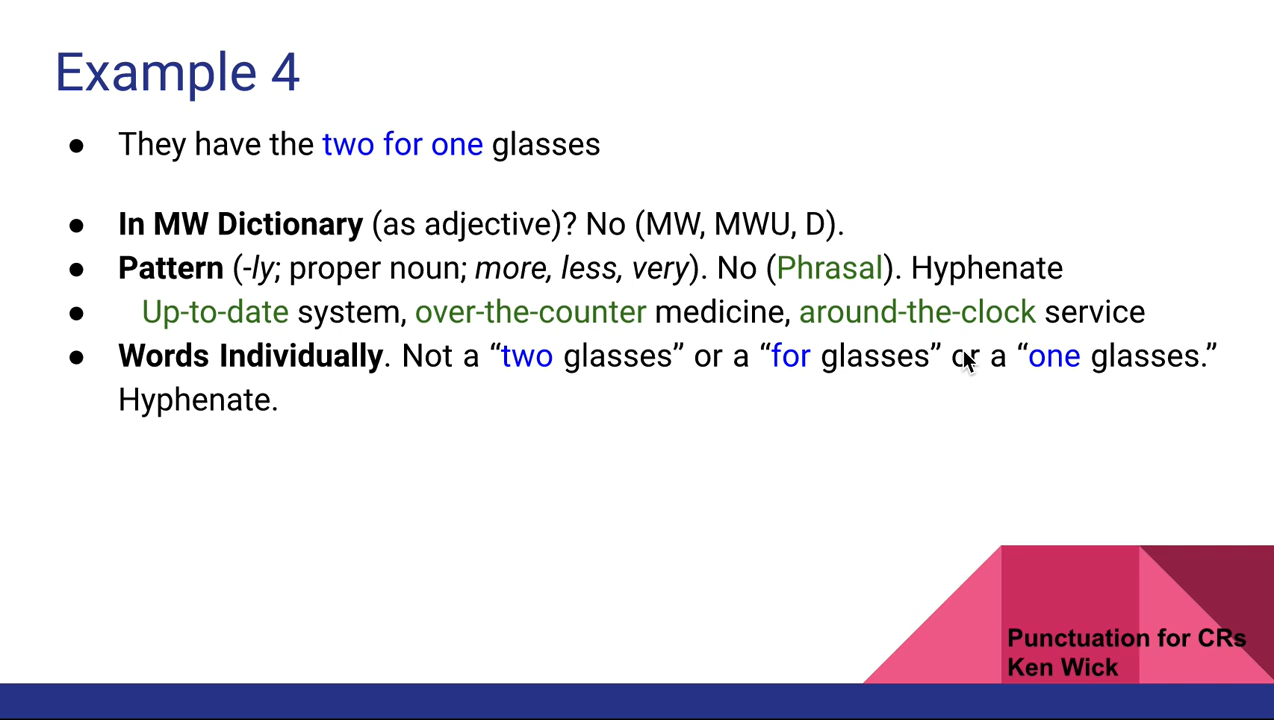 Example 4
● They have the two for one glasses
● In MW Dictionary (as adjective)? No (MW, MWU, D).
● Pattern (-ly; proper noun; more, less, very). No (Phrasal). Hyphenate
● Up-to-date system, over-the-counter medicine, around-the-clock service
● Words Individually. Not a “two glasses” or a “for glasses” or a “one glasses.”
Hyphenate.
Punctuation for CRs
Ken Wick